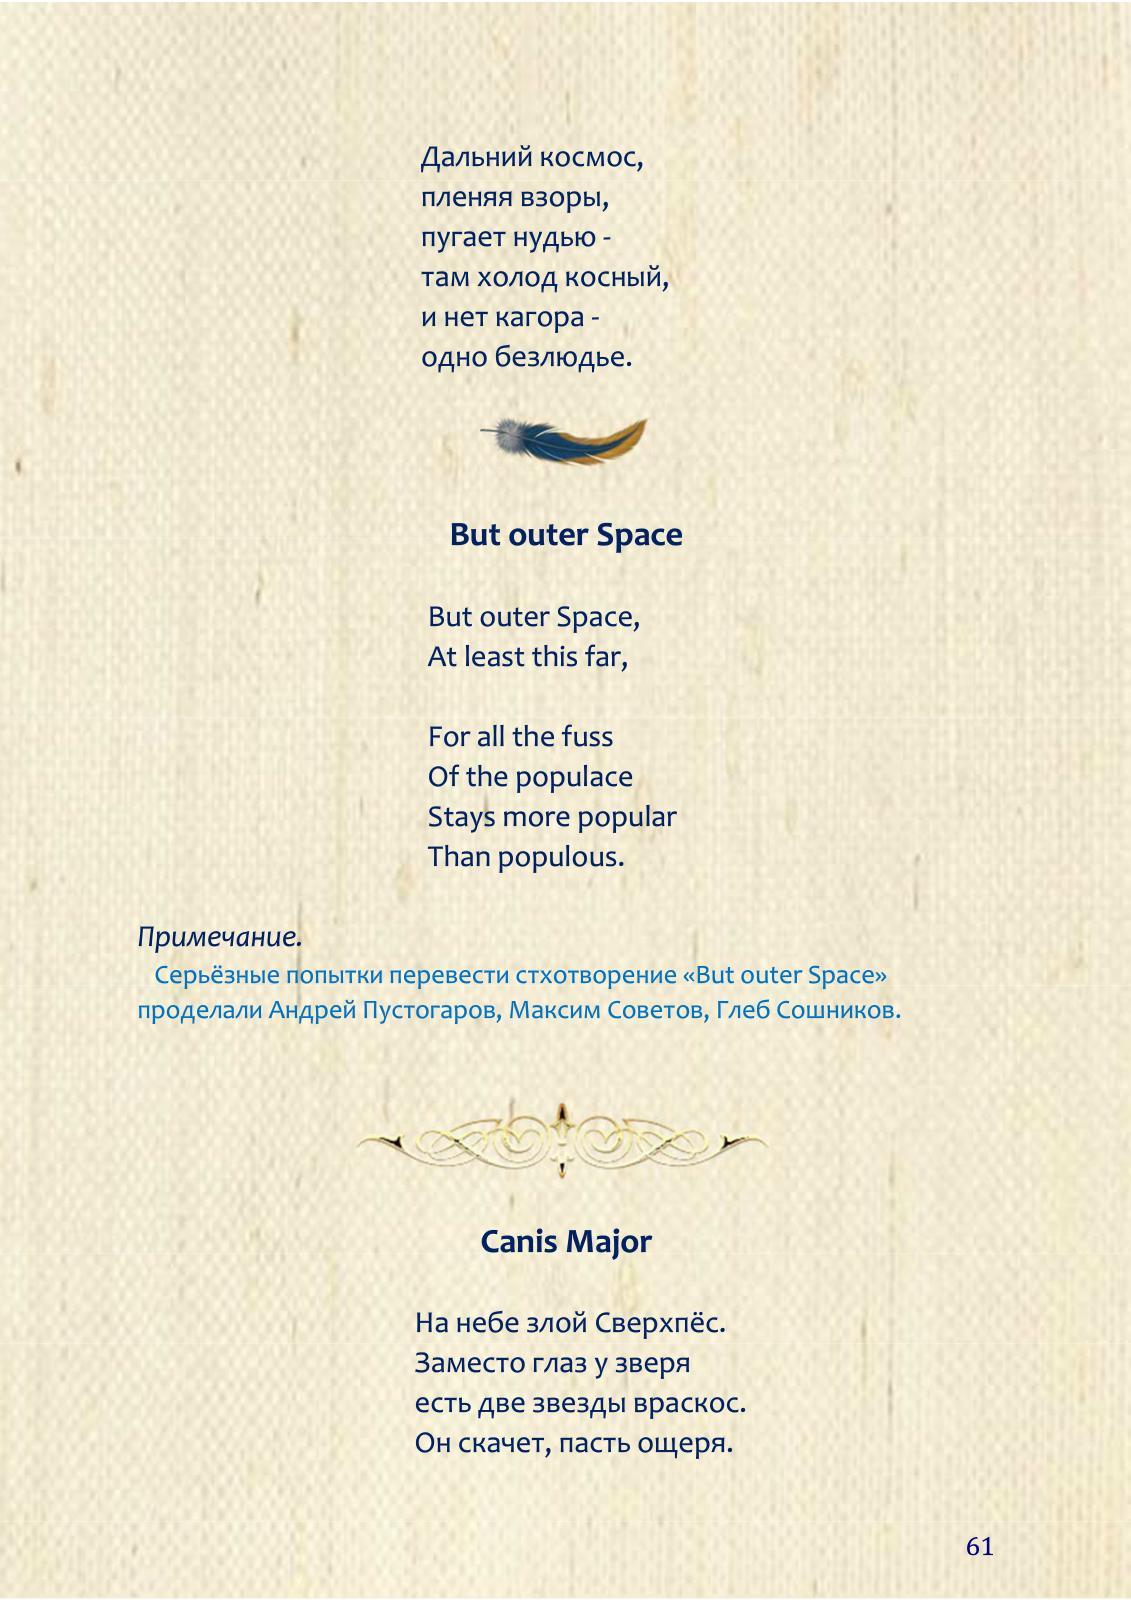 Дальний космос,
пленяя взоры,
пугает нудью -
там холод косный,
и нет кагора -
одно безлюдье.
But outer Space
But outer Space,
At least this far,
For all the fuss
Of the populace
Stays more popular
Than populous.
Примечание.
Серьёзные попытки перевести стхотворение «But outer Space»
проделали Андрей Пустогаров, Максим Советов, Глеб Сошников.
Canis Major
На небе злой Сверхпёс.
Заместо глаз у зверя
есть две звезды враскос.
Он скачет, пасть ощеря.
61